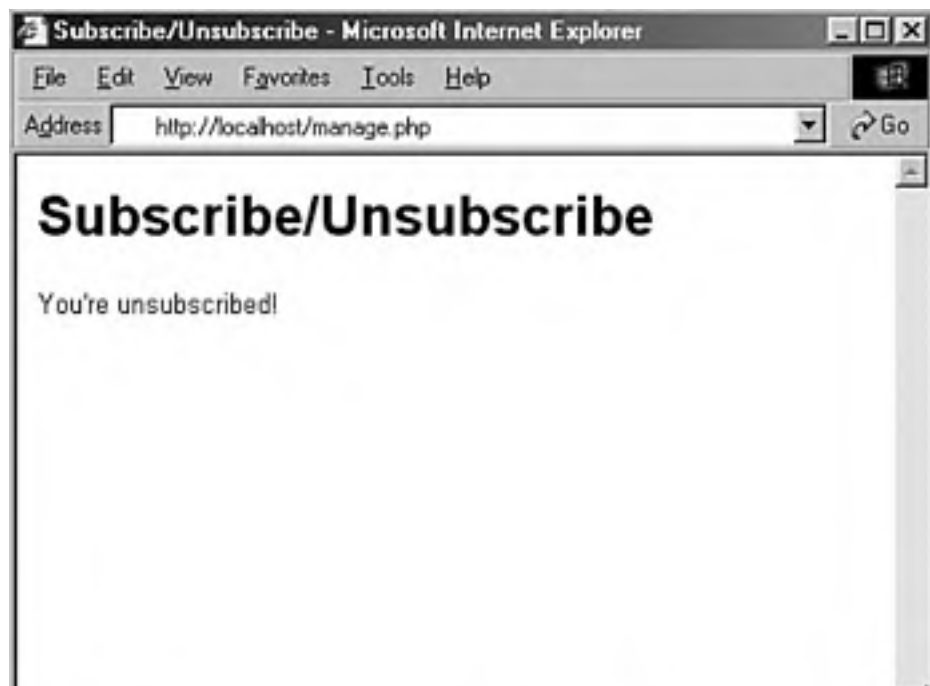 Subscribe/Unsubscribe - Microsoft Internet Explorer
File Edit View Favorites Tools Help
Address http://localhost/manage.php Go
Subscribe/Unsubscribe
You're unsubscribed!